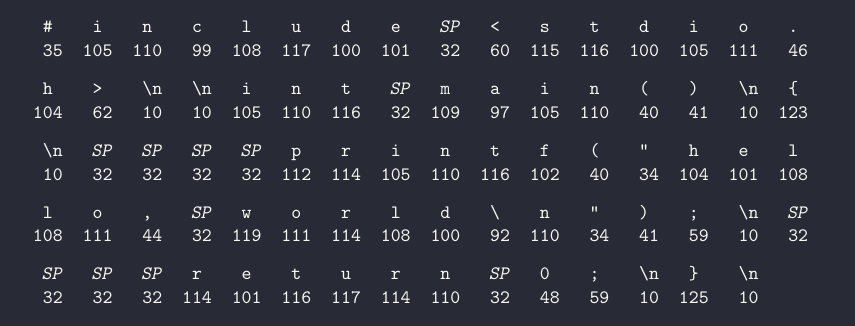 # i n c l u d e SP < s t d i o .
35 105 110 99 108 117 100 101 32 60 115 116 100 105 111 46
h > \n \n i n t SP m a i n ( ) \n {
104 62 10 10 105 110 116 32 109 97 105 110 40 41 10 123
\n SP SP SP SP p r i n t f ( " h e l
10 32 32 32 32 112 114 105 110 116 102 40 34 104 101 108
l o , SP w o r l d \ n " ) ; \n SP
108 111 44 32 119 111 114 108 100 92 110 34 41 59 10 32
SP SP SP r e t u r n SP 0 ; \n } \n
32 32 32 114 101 116 117 114 110 32 48 59 10 125 10